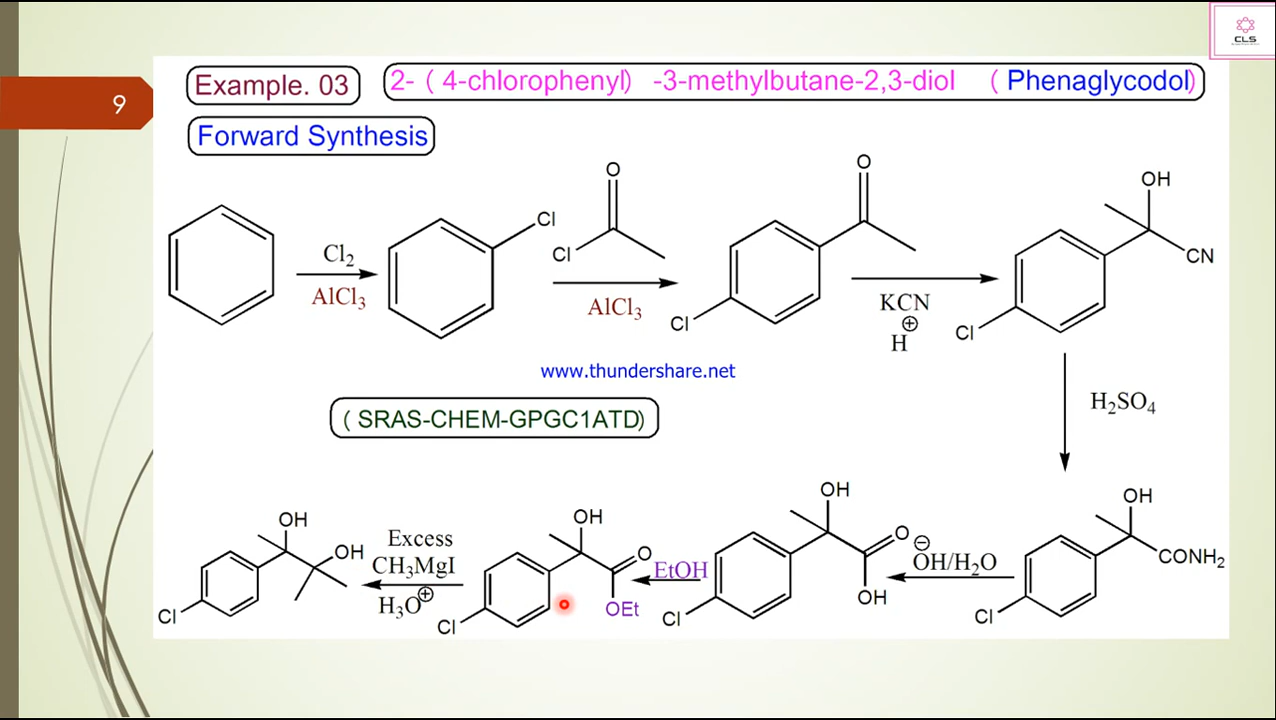 CLS
9
Example. 03
2- ( 4-chlorophenyl) -3-methylbutane-2,3-diol ( Phenaglycodol)
Forward Synthesis
Cl₂
AlCl₃
Cl
O
Cl
AlCl₃
O
Cl
KCN
⊕
H
OH
CN
Cl
www.thundershare.net
( SRAS-CHEM-GPGC1ATD)
H₂SO₄
OH
CONH₂
Cl
⊖
OH/H₂O
OH
O
OH
Cl
EtOH
OH
O
OEt
Cl
Excess
CH₃MgI
H₃O⊕
OH
OH
Cl